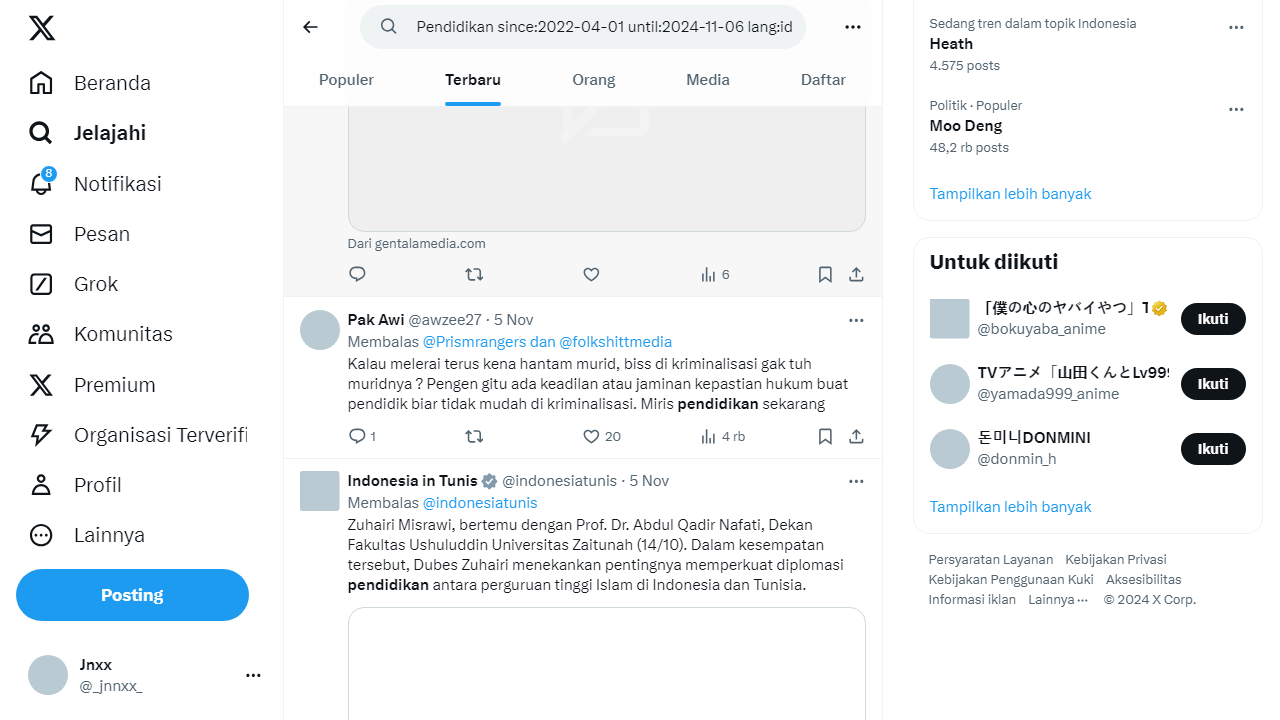 Beranda
Jelajahi
8
Notifikasi
Pesan
Grok
Komunitas
Premium
Organisasi Terverifi
Profil
Lainnya
Posting
Jnxx
@_jnnxx_
Pendidikan since:2022-04-01 until:2024-11-06 lang:id
Populer
Terbaru
Orang
Media
Daftar
Dari gentalamedia.com
6
Pak Awi @awzee27 · 5 Nov
Membalas @Prismrangers dan @folkshittmedia
Kalau melerai terus kena hantam murid, biss di kriminalisasi gak tuh
muridnya ? Pengen gitu ada keadilan atau jaminan kepastian hukum buat
pendidik biar tidak mudah di kriminalisasi. Miris pendidikan sekarang
1
20
4 rb
Indonesia in Tunis @indonesiatunis · 5 Nov
Membalas @indonesiatunis
Zuhairi Misrawi, bertemu dengan Prof. Dr. Abdul Qadir Nafati, Dekan
Fakultas Ushuluddin Universitas Zaitunah (14/10). Dalam kesempatan
tersebut, Dubes Zuhairi menekankan pentingnya memperkuat diplomasi
pendidikan antara perguruan tinggi Islam di Indonesia dan Tunisia.
Sedang tren dalam topik Indonesia
Heath
4.575 posts
Politik · Populer
Moo Deng
48,2 rb posts
Tampilkan lebih banyak
Untuk diikuti
「僕の心のヤバイやつ」T
@bokuyaba_anime
Ikuti
TVアニメ「山田くんとLv999
@yamada999_anime
Ikuti
돈미니DONMINI
@donmin_h
Ikuti
Tampilkan lebih banyak
Persyaratan Layanan Kebijakan Privasi
Kebijakan Penggunaan Kuki Aksesibilitas
Informasi iklan Lainnya ··· © 2024 X Corp.